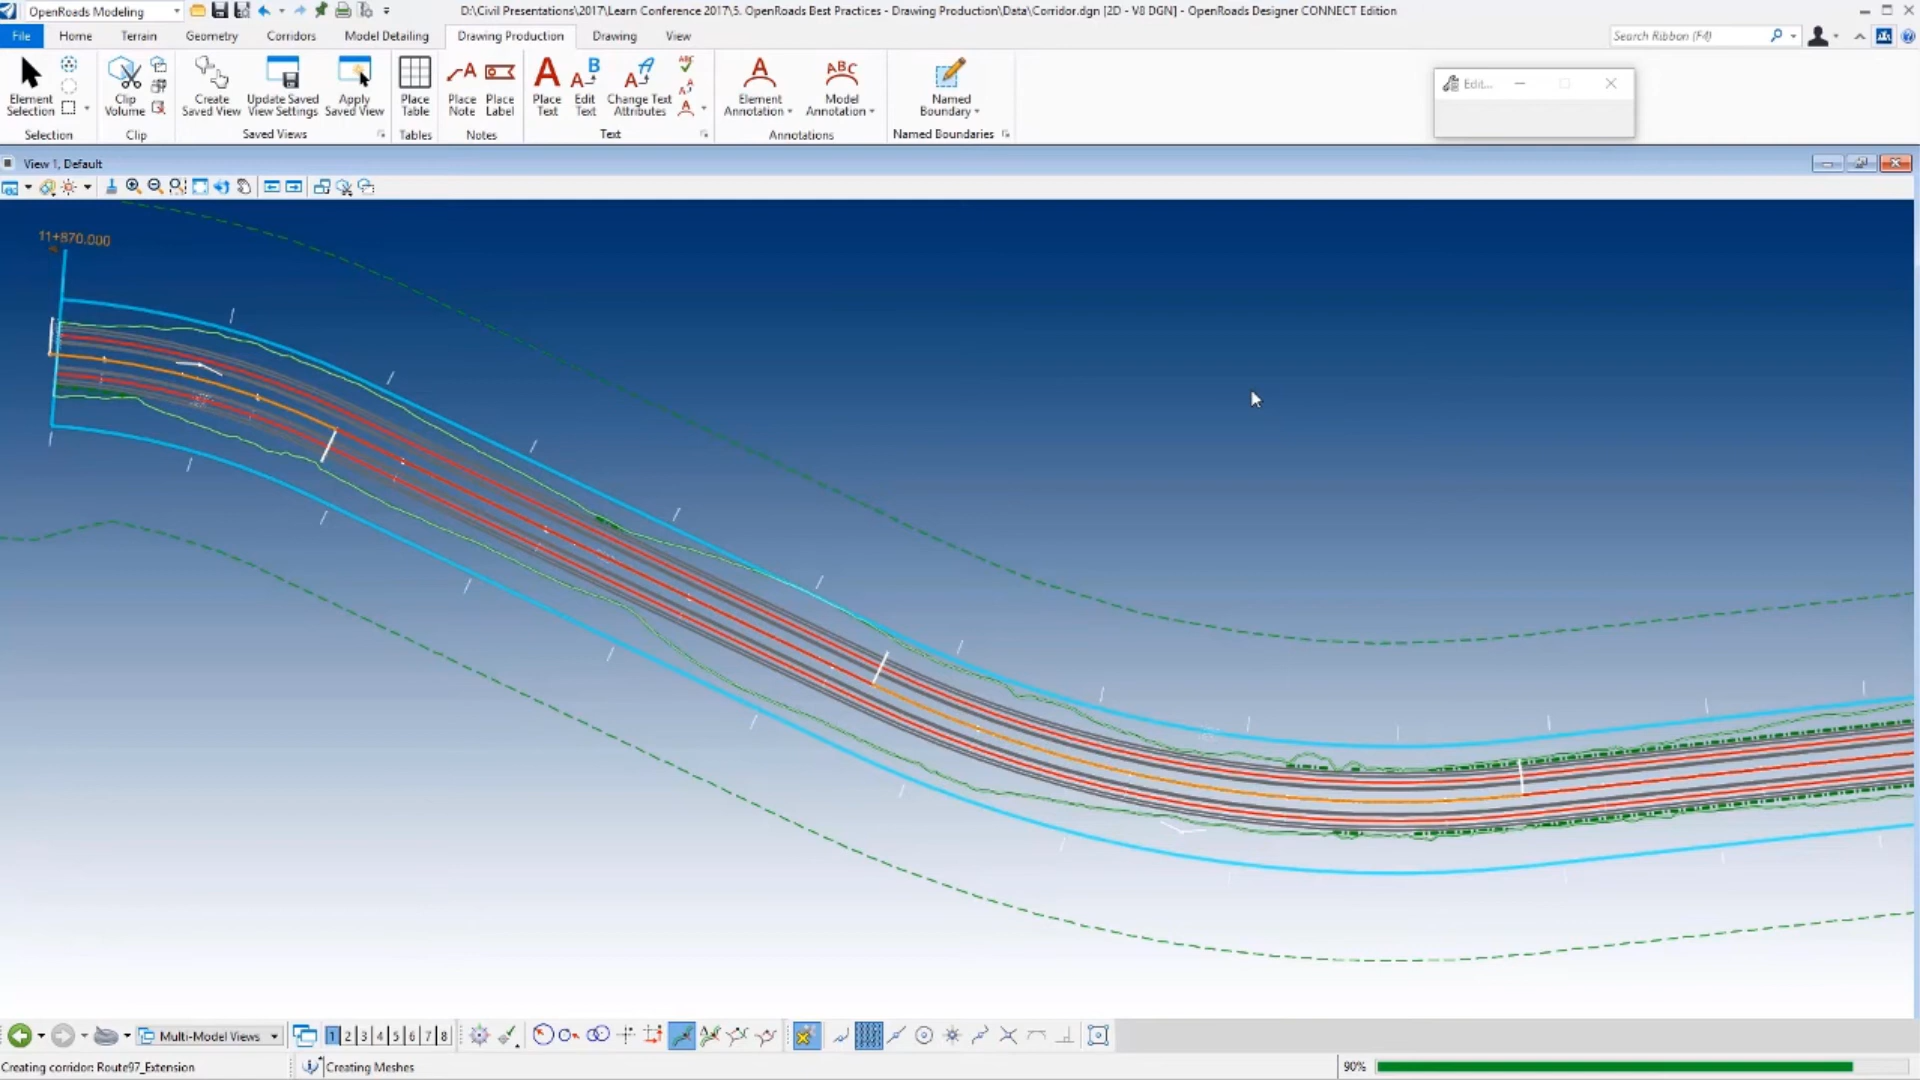 OpenRoads Modeling
D:\Civil Presentations\2017\Learn Conference 2017\5. OpenRoads Best Practices - Drawing Production\Data\Corridor.dgn [2D - V8 DGN] - OpenRoads Designer CONNECT Edition
File Home Terrain Geometry Corridors Model Detailing Drawing Production Drawing View
Search Ribbon (F4)
Element Selection
Clip Volume
Create Saved View
Update Saved View Settings
Apply Saved View
Place Table
Place Note
Place Label
Place Text
Edit Text
Change Text Attributes
Element Annotation
Model Annotation
Named Boundary
Edit...
Selection Clip Saved Views Tables Notes Text Annotations Named Boundaries
View 1, Default
11+870.000
Multi-Model Views
1 2 3 4 5 6 7 8
Creating corridor: Route97_Extension
Creating Meshes
90%